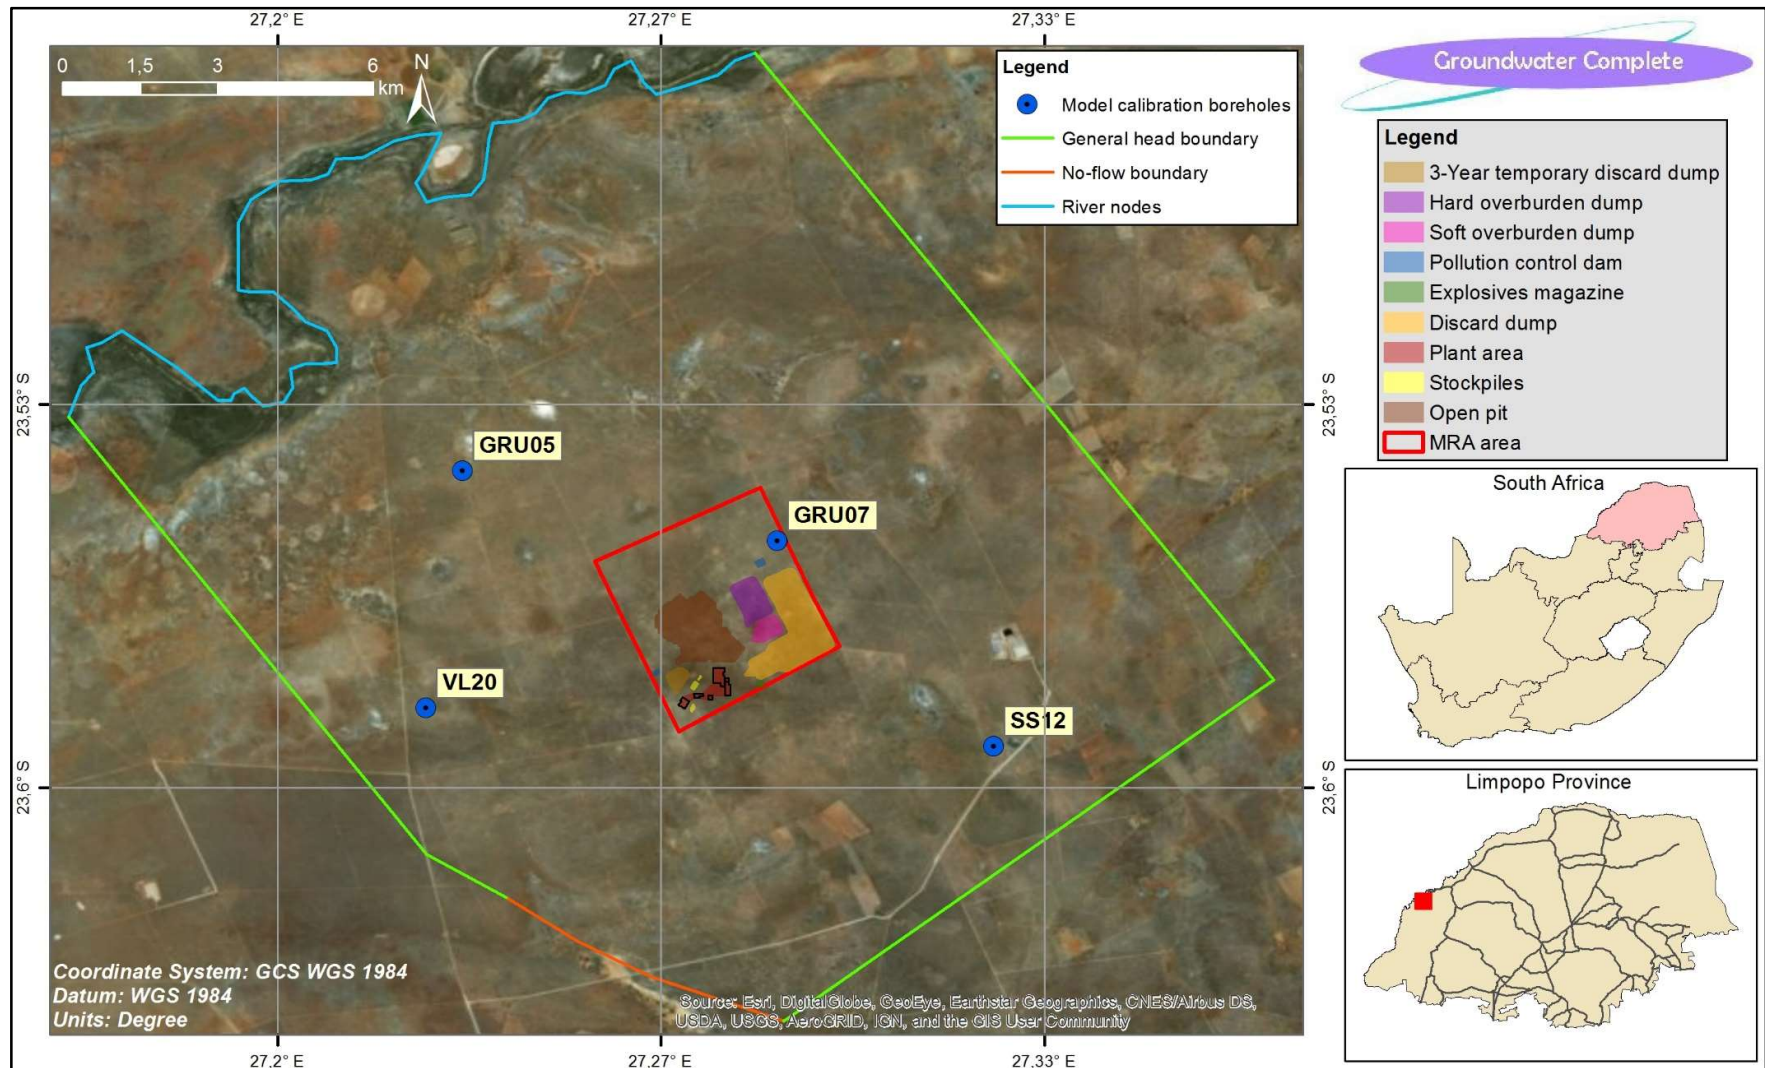 27,2° E
27,27° E
27,33° E
0 1,5 3 6
km
N
Legend
Model calibration boreholes
General head boundary
No-flow boundary
River nodes
Groundwater Complete
Legend
3-Year temporary discard dump
Hard overburden dump
Soft overburden dump
Pollution control dam
Explosives magazine
Discard dump
Plant area
Stockpiles
Open pit
MRA area
23,53° S
23,53° S
GRU05
GRU07
VL20
SS12
23,6° S
23,6° S
South Africa
Limpopo Province
Coordinate System: GCS WGS 1984
Datum: WGS 1984
Units: Degree
Source: Esri, DigitalGlobe, GeoEye, Earthstar Geographics, CNES/Airbus DS,
USDA, USGS, AeroGRID, IGN, and the GIS User Community
27,2° E
27,27° E
27,33° E